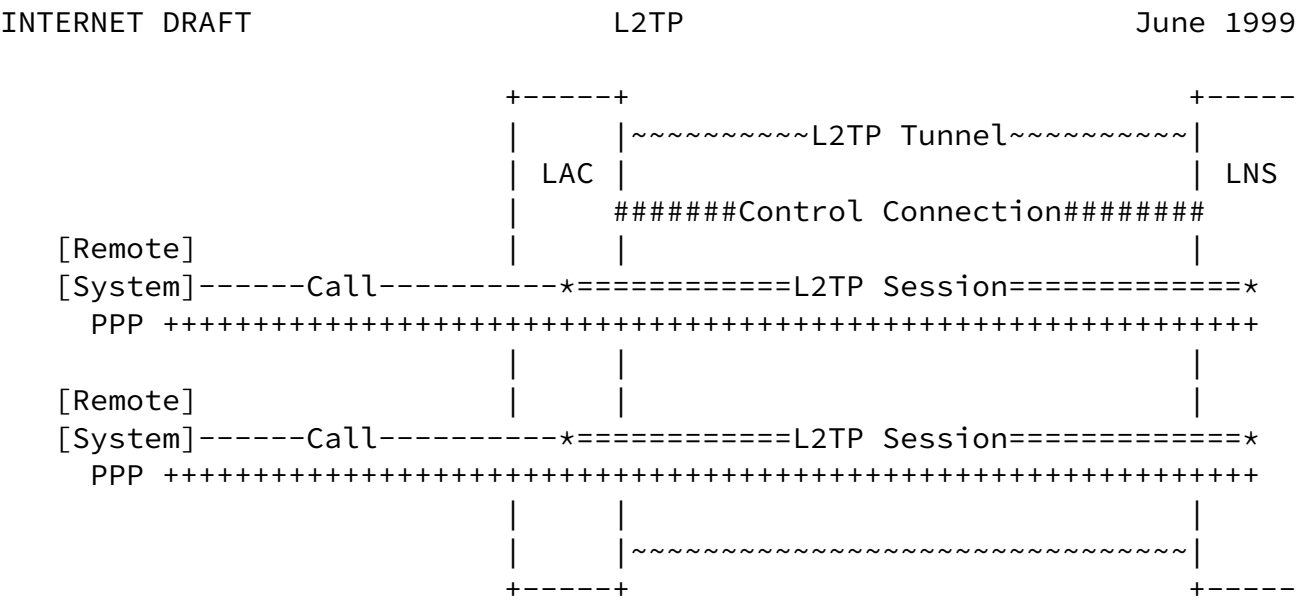 INTERNET DRAFT                    L2TP                         June 1999

                            +-----+                               +-----
                            |     |~~~~~~~~~~L2TP Tunnel~~~~~~~~~~|
                            | LAC |                               | LNS
                            |     #######Control Connection########
   [Remote]                 |     |                               |
   [System]------Call----------*============L2TP Session=============*
     PPP +++++++++++++++++++++++++++++++++++++++++++++++++++++++++++++
                            |     |                               |
   [Remote]                 |     |                               |
   [System]------Call----------*============L2TP Session=============*
     PPP +++++++++++++++++++++++++++++++++++++++++++++++++++++++++++++
                            |     |                               |
                            |     |~~~~~~~~~~~~~~~~~~~~~~~~~~~~~~~|
                            +-----+                               +-----